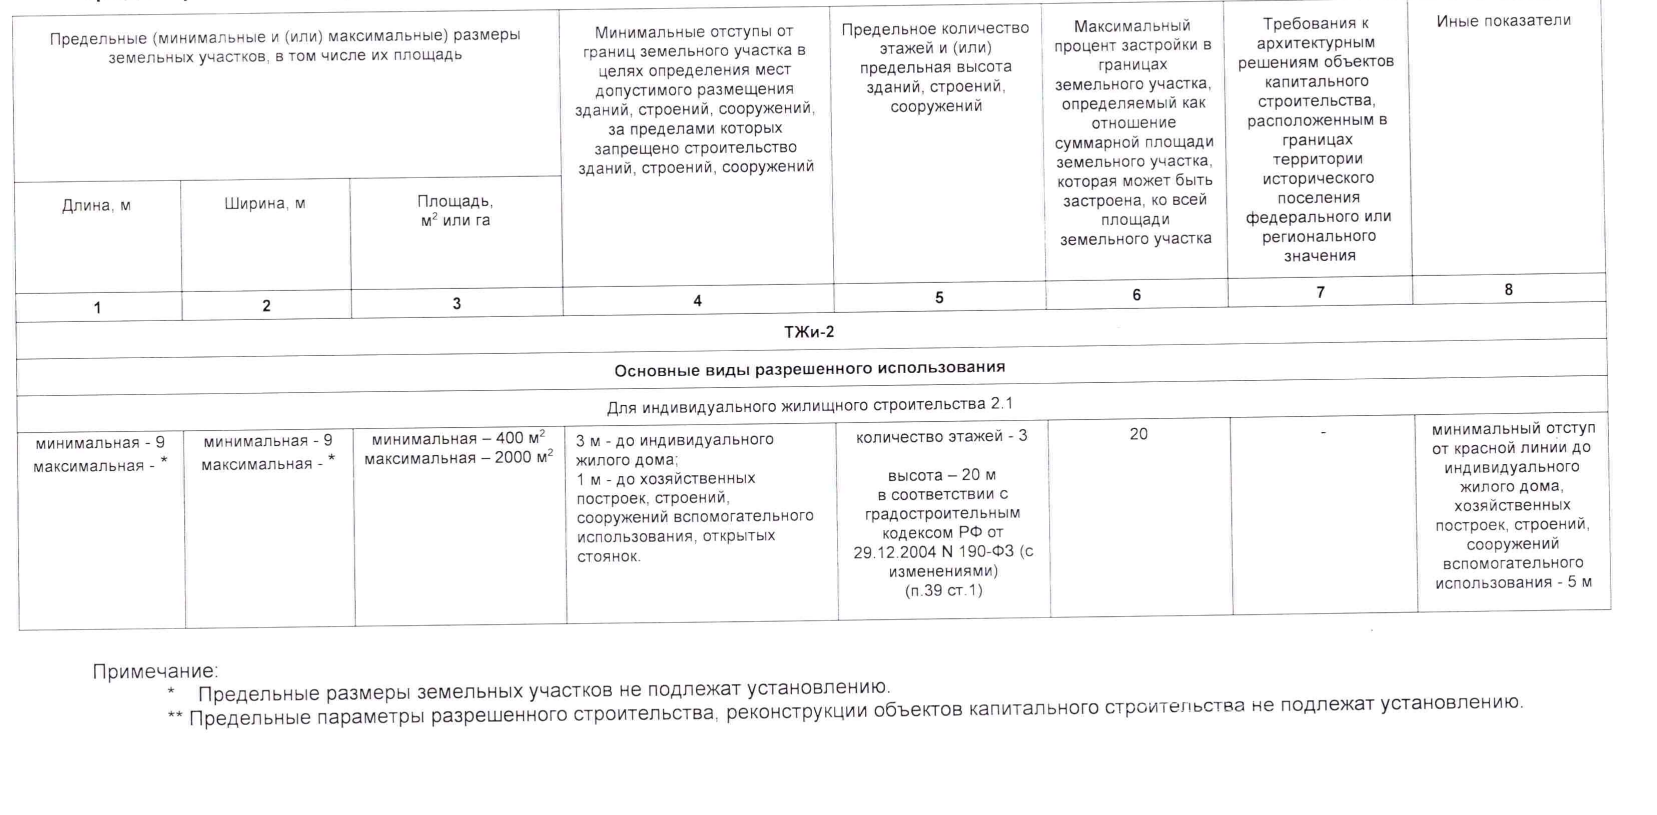 Предельные (минимальные и (или) максимальные) размеры
земельных участков, в том числе их площадь
Минимальные отступы от
границ земельного участка в
целях определения мест
допустимого размещения
зданий, строений, сооружений,
за пределами которых
запрещено строительство
зданий, строений, сооружений
Предельное количество
этажей и (или)
предельная высота
зданий, строений,
сооружений
Максимальный
процент застройки в
границах
земельного участка,
определяемый как
отношение
суммарной площади
земельного участка,
которая может быть
застроена, ко всей
площади
земельного участка
Требования к
архитектурным
решениям объектов
капитального
строительства,
расположенным в
границах
территории
исторического
поселения
федерального или
регионального
значения
Иные показатели
Длина, м
Ширина, м
Площадь,
м² или га
1
2
3
4
5
6
7
8
ТЖи-2
Основные виды разрешенного использования
Для индивидуального жилищного строительства 2.1
минимальная - 9
максимальная - *
минимальная - 9
максимальная - *
минимальная – 400 м²
максимальная – 2000 м²
3 м - до индивидуального
жилого дома;
1 м - до хозяйственных
построек, строений,
сооружений вспомогательного
использования, открытых
стоянок.
количество этажей - 3
высота – 20 м
в соответствии с
градостроительным
кодексом РФ от
29.12.2004 N 190-ФЗ (с
изменениями)
(п.39 ст.1)
20
-
минимальный отступ
от красной линии до
индивидуального
жилого дома,
хозяйственных
построек, строений,
сооружений
вспомогательного
использования - 5 м
Примечание:
* Предельные размеры земельных участков не подлежат установлению.
** Предельные параметры разрешенного строительства, реконструкции объектов капитального строительства не подлежат установлению.